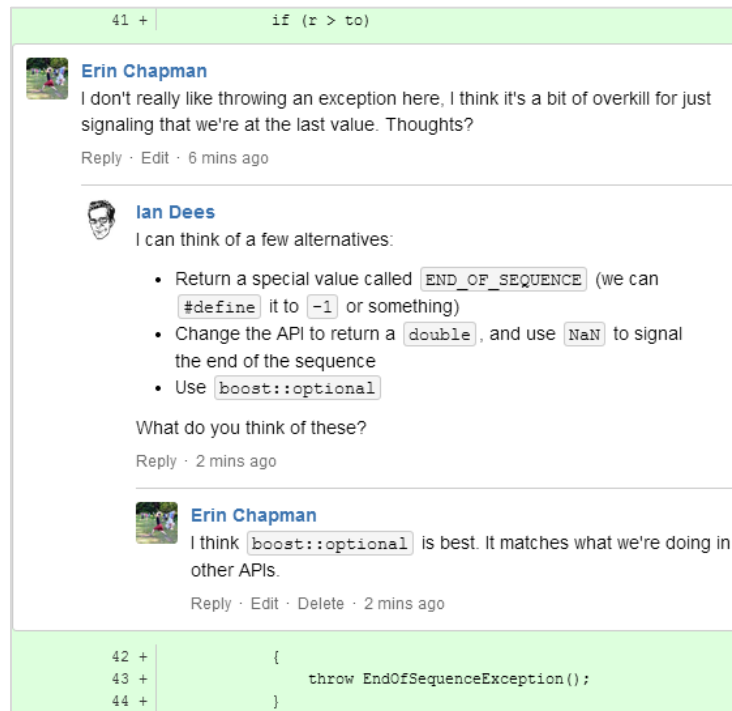 41 + if (r > to)
Erin Chapman
I don't really like throwing an exception here, I think it's a bit of overkill for just
signaling that we're at the last value. Thoughts?
Reply · Edit · 6 mins ago
Ian Dees
I can think of a few alternatives:
• Return a special value called END_OF_SEQUENCE (we can
#define it to -1 or something)
• Change the API to return a double, and use NaN to signal
the end of the sequence
• Use boost::optional
What do you think of these?
Reply · 2 mins ago
Erin Chapman
I think boost::optional is best. It matches what we're doing in
other APIs.
Reply · Edit · Delete · 2 mins ago
42 + {
43 + throw EndOfSequenceException();
44 + }